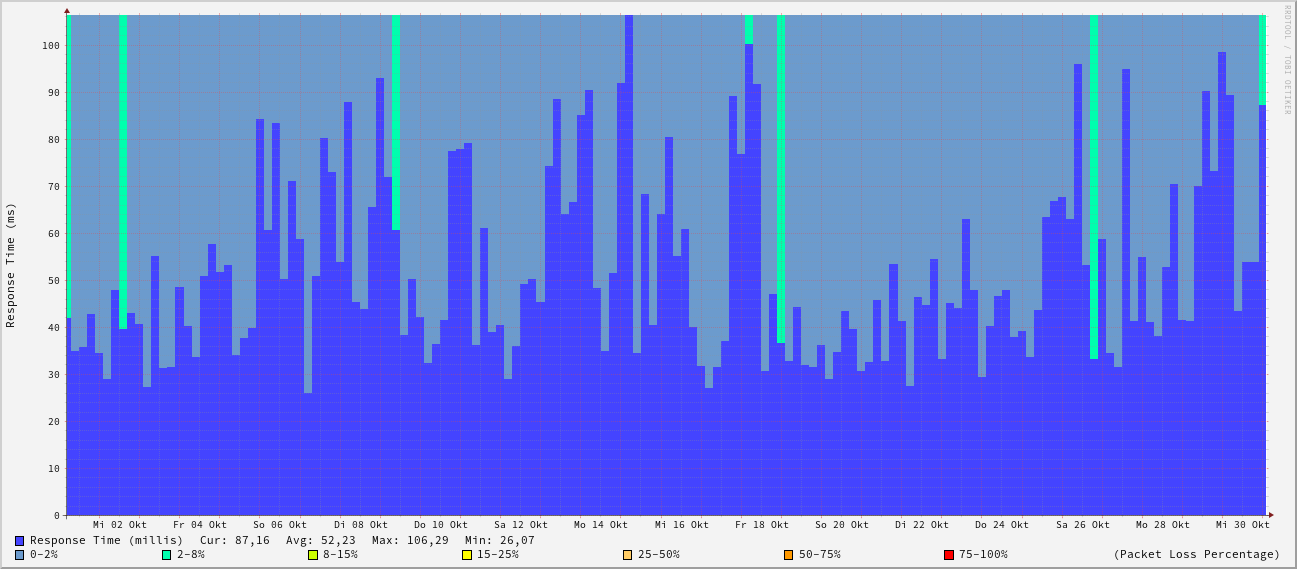 RRDTOOL / TOBI OETIKER
Response Time (ms)
100
90
80
70
60
50
40
30
20
10
0
Mi 02 Okt Fr 04 Okt So 06 Okt Di 08 Okt Do 10 Okt Sa 12 Okt Mo 14 Okt Mi 16 Okt Fr 18 Okt So 20 Okt Di 22 Okt Do 24 Okt Sa 26 Okt Mo 28 Okt Mi 30 Okt
Response Time (millis) Cur: 87,16 Avg: 52,23 Max: 106,29 Min: 26,07
0-2% 2-8% 8-15% 15-25% 25-50% 50-75% 75-100% (Packet Loss Percentage)